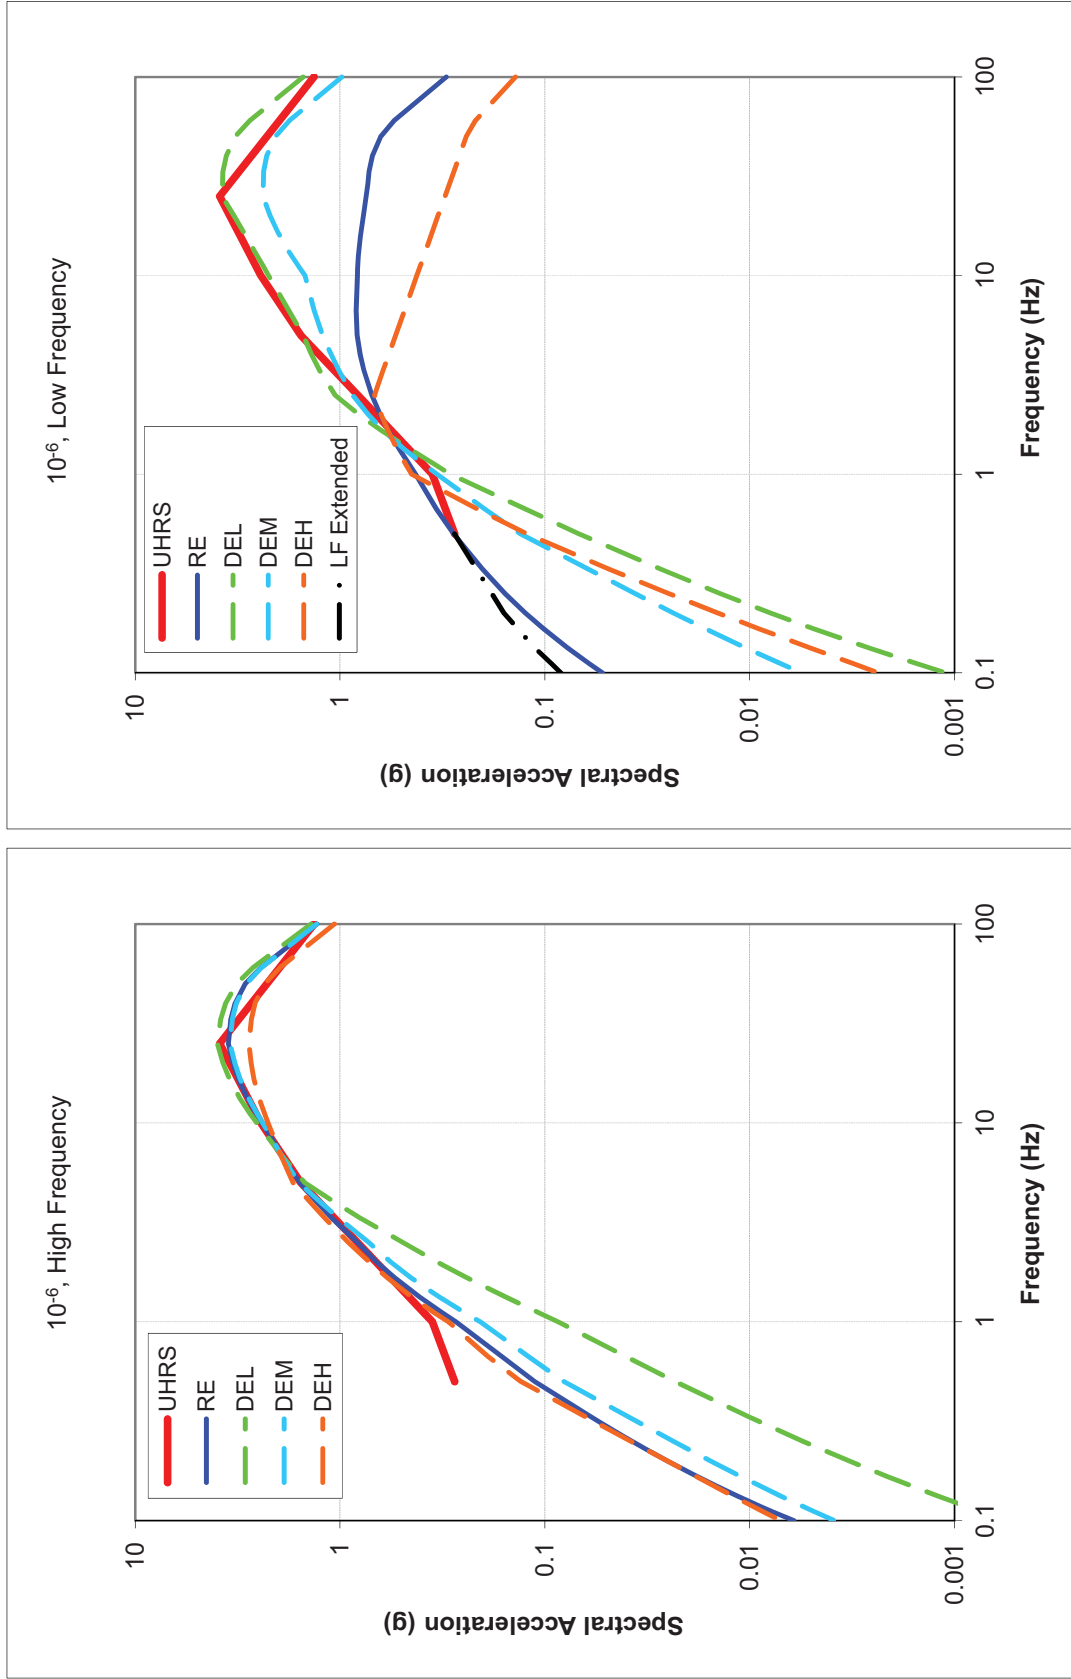 10-6, High Frequency
UHRS
RE
DEL
DEM
DEH
10
1
0.1
0.01
0.001
0.1
1
10
100
Spectral Acceleration (g)
Frequency (Hz)
10-6, Low Frequency
UHRS
RE
DEL
DEM
DEH
LF Extended
10
1
0.1
0.01
0.001
0.1
1
10
100
Spectral Acceleration (g)
Frequency (Hz)